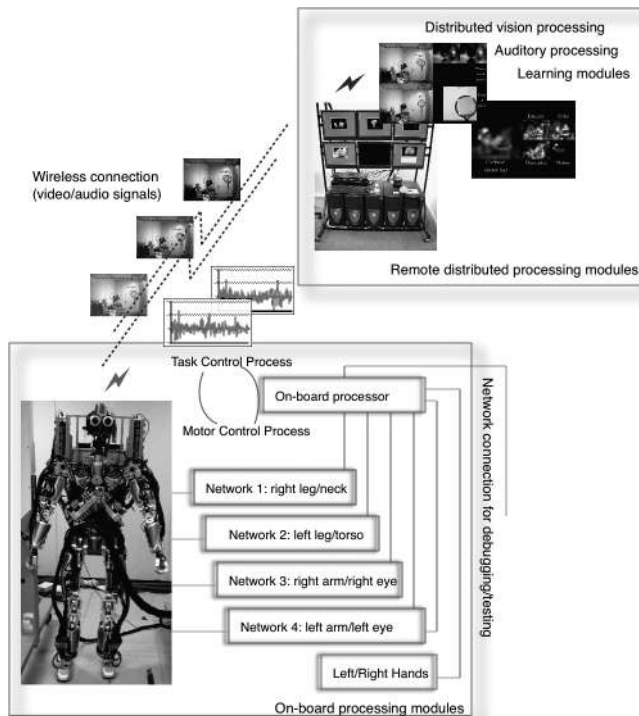 Distributed vision processing
Auditory processing
Learning modules
Wireless connection
(video/audio signals)
Remote distributed processing modules
Task Control Process
On-board processor
Motor Control Process
Network 1: right leg/neck
Network 2: left leg/torso
Network 3: right arm/right eye
Network 4: left arm/left eye
Left/Right Hands
On-board processing modules
Network connection for debugging/testing